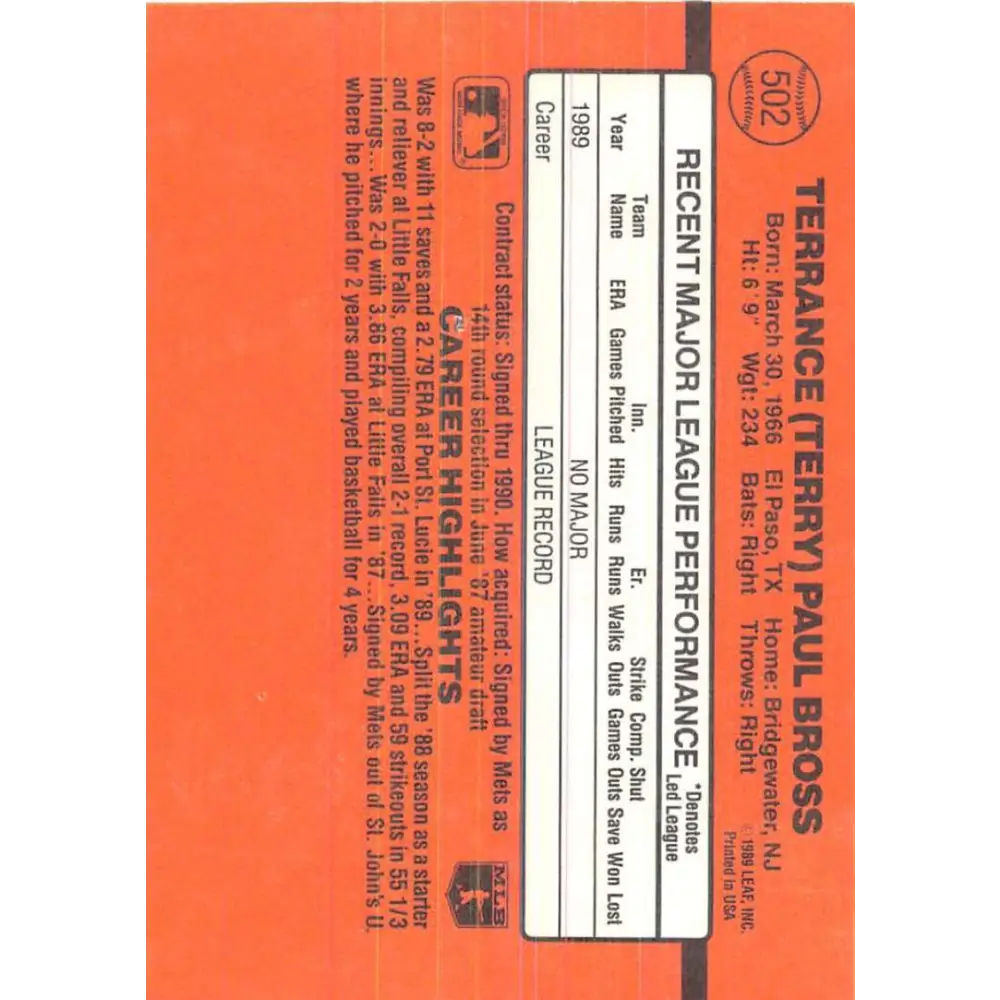 502
TERRANCE (TERRY) PAUL BROSS
Born: March 30, 1966 El Paso, TX Home: Bridgewater, NJ
Ht: 6'9" Wgt: 234 Bats: Right Throws: Right
© 1989 LEAF, INC.
Printed in USA
RECENT MAJOR LEAGUE PERFORMANCE *Denotes Led League
Year Team Name ERA Games Inn. Pitched Hits Runs Er. Runs Walks Strike Outs Comp. Games Shut Outs Save Won Lost
1989 NO MAJOR
Career LEAGUE RECORD
Contract status: Signed thru 1990. How acquired: Signed by Mets as
14th round selection in June '87 amateur draft
MLB
CAREER HIGHLIGHTS
Was 8-2 with 11 saves and a 2.79 ERA at Port St. Lucie in '89...Split the '88 season as a starter
and reliever at Little Falls, compiling overall 2-1 record, 3.09 ERA and 59 strikeouts in 55 1/3
innings...Was 2-0 with 3.86 ERA at Little Falls in '87...Signed by Mets out of St. John's U.
where he pitched for 2 years and played basketball for 4 years.